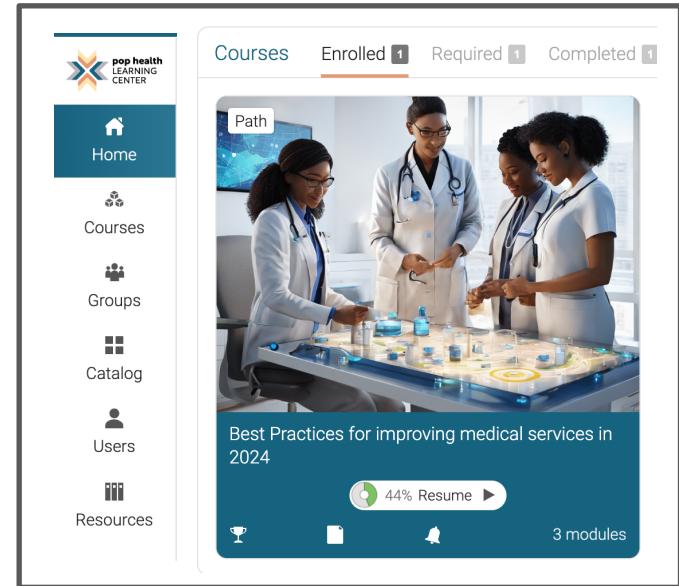 pop health
LEARNING
CENTER
Home
Courses
Groups
Catalog
Users
Resources
Courses Enrolled 1 Required 1 Completed 1
Path
Best Practices for improving medical services in
2024
44% Resume
3 modules